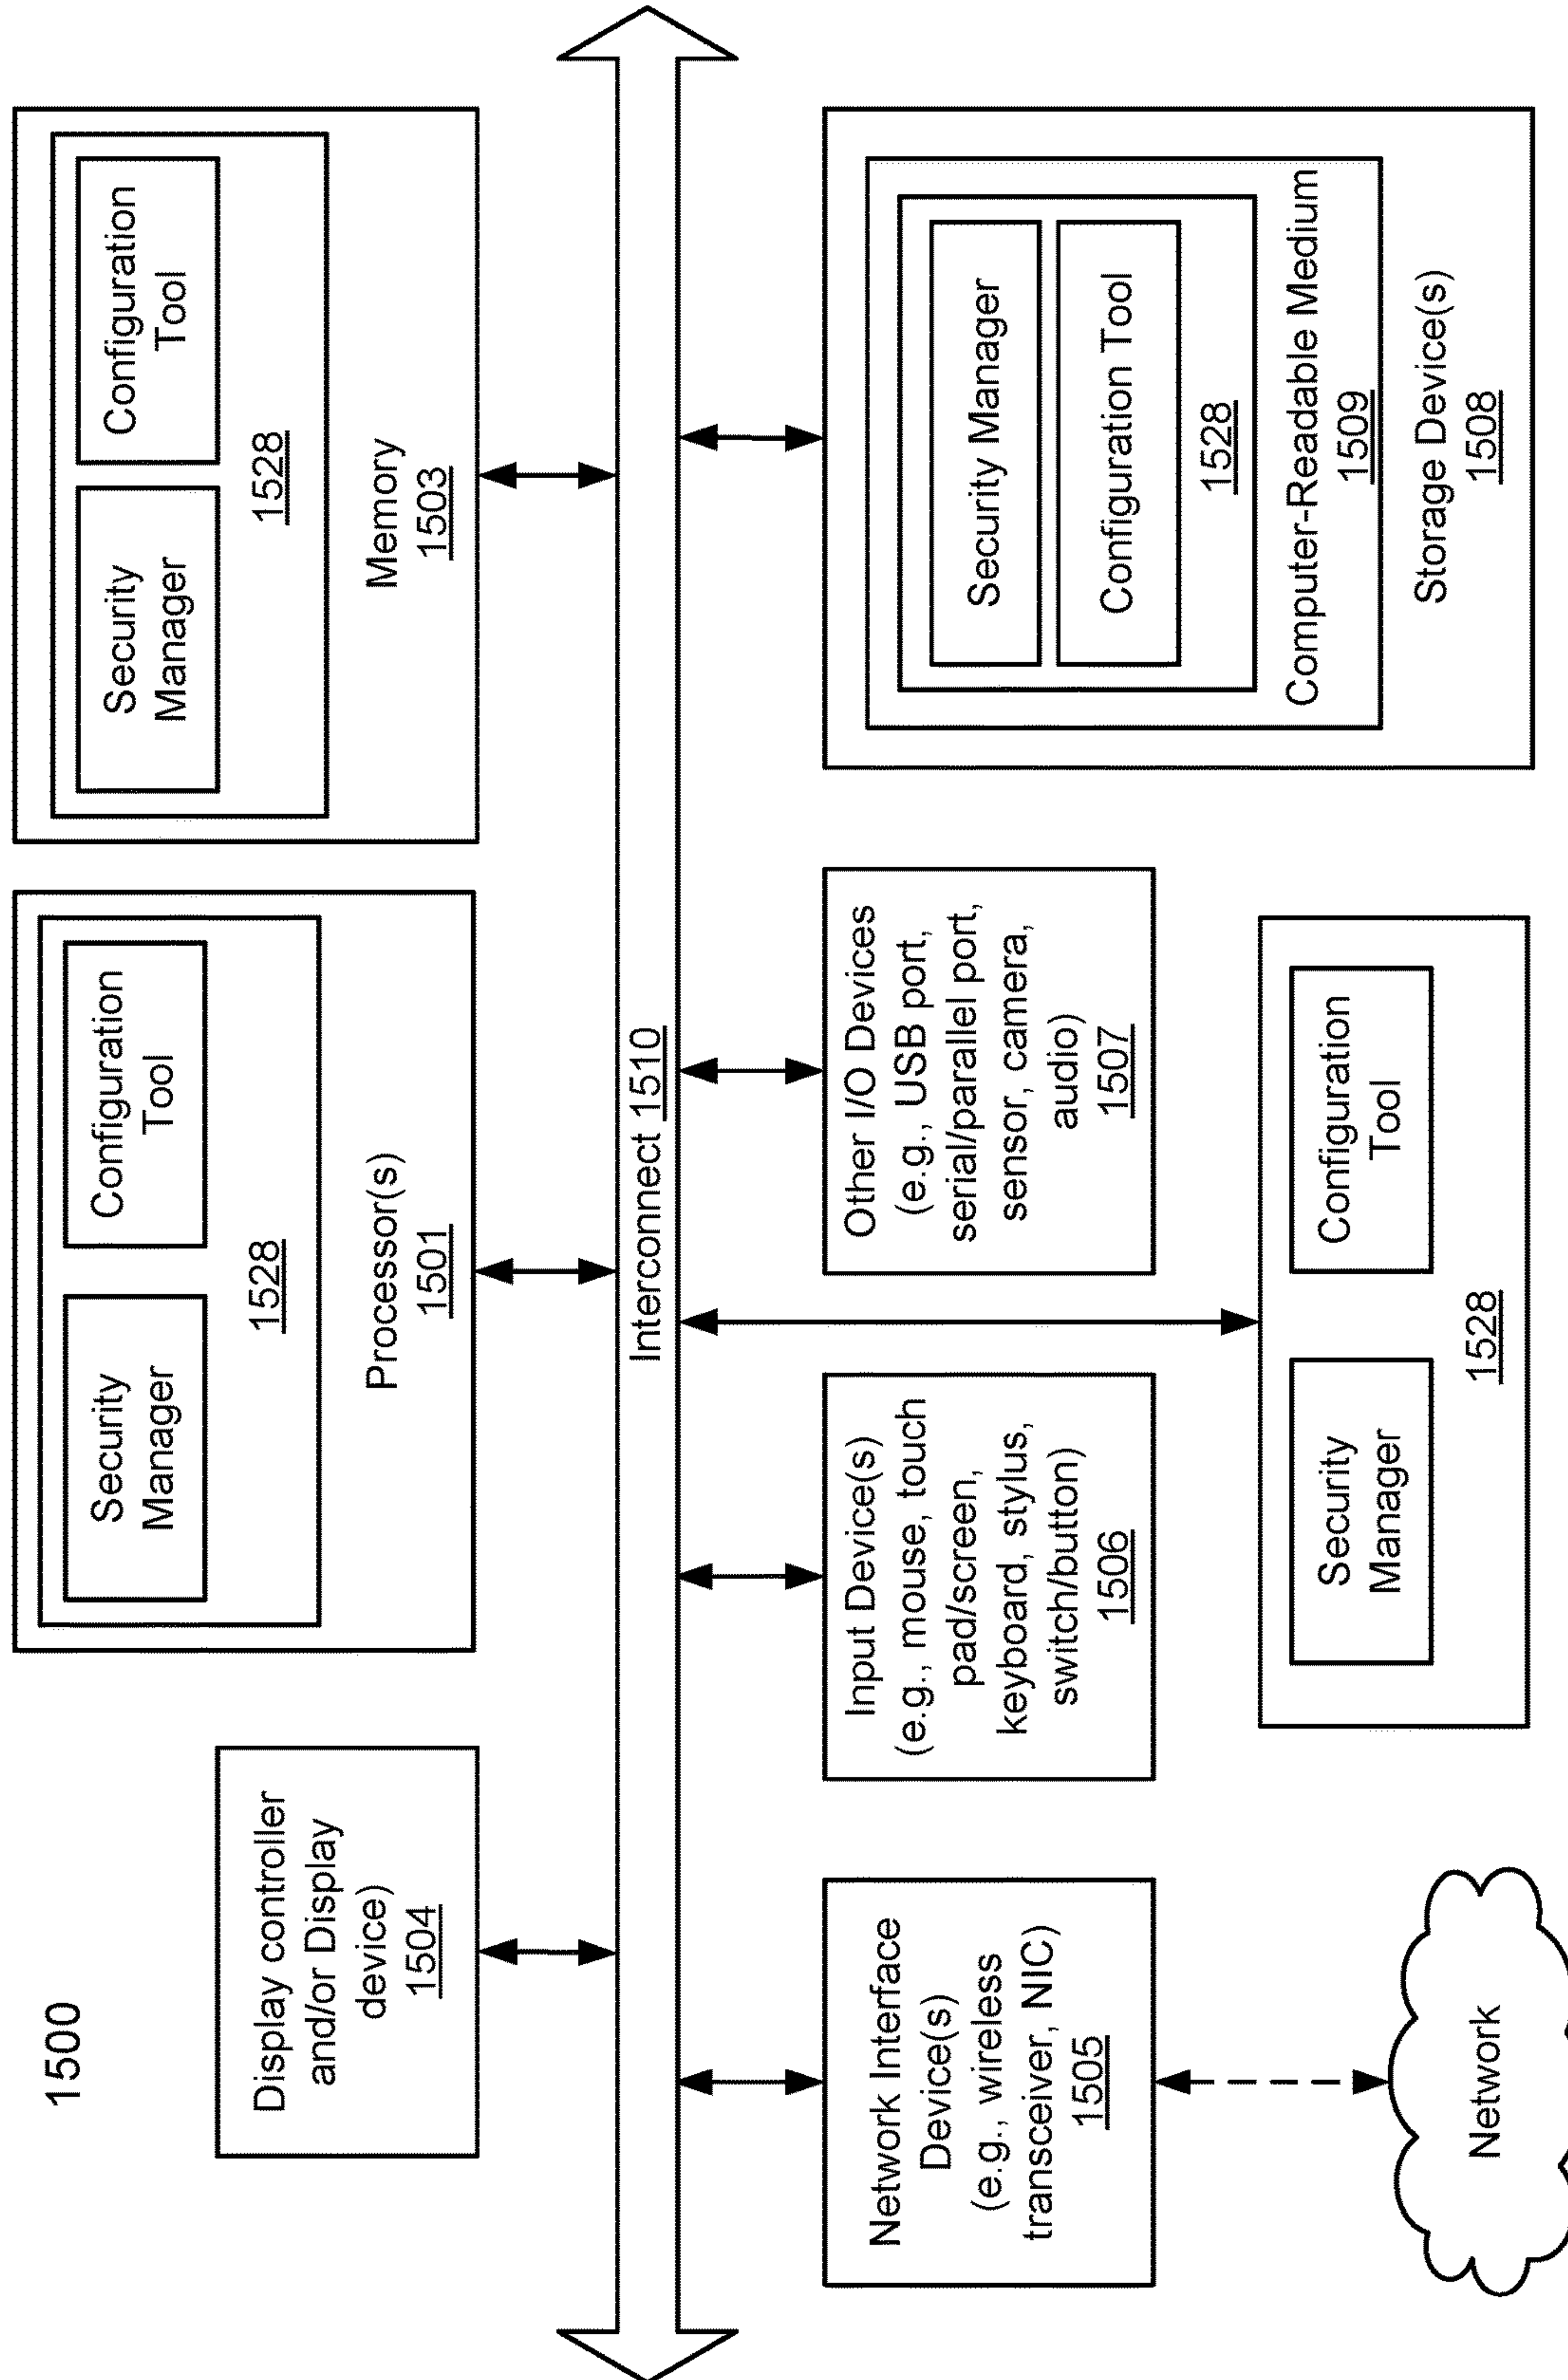 1500
Display controller
and/or Display
device)
1504
Security
Manager
Configuration
Tool
1528
Processor(s)
1501
Security
Manager
Configuration
Tool
1528
Memory
1503
Interconnect 1510
Network Interface
Device(s)
(e.g., wireless
transceiver, NIC)
1505
Input Device(s)
(e.g., mouse, touch
pad/screen,
keyboard, stylus,
switch/button)
1506
Other I/O Devices
(e.g., USB port,
serial/parallel port,
sensor, camera,
audio)
1507
Security Manager
Configuration Tool
1528
Computer-Readable Medium
1509
Storage Device(s)
1508
Network
Security
Manager
Configuration
Tool
1528